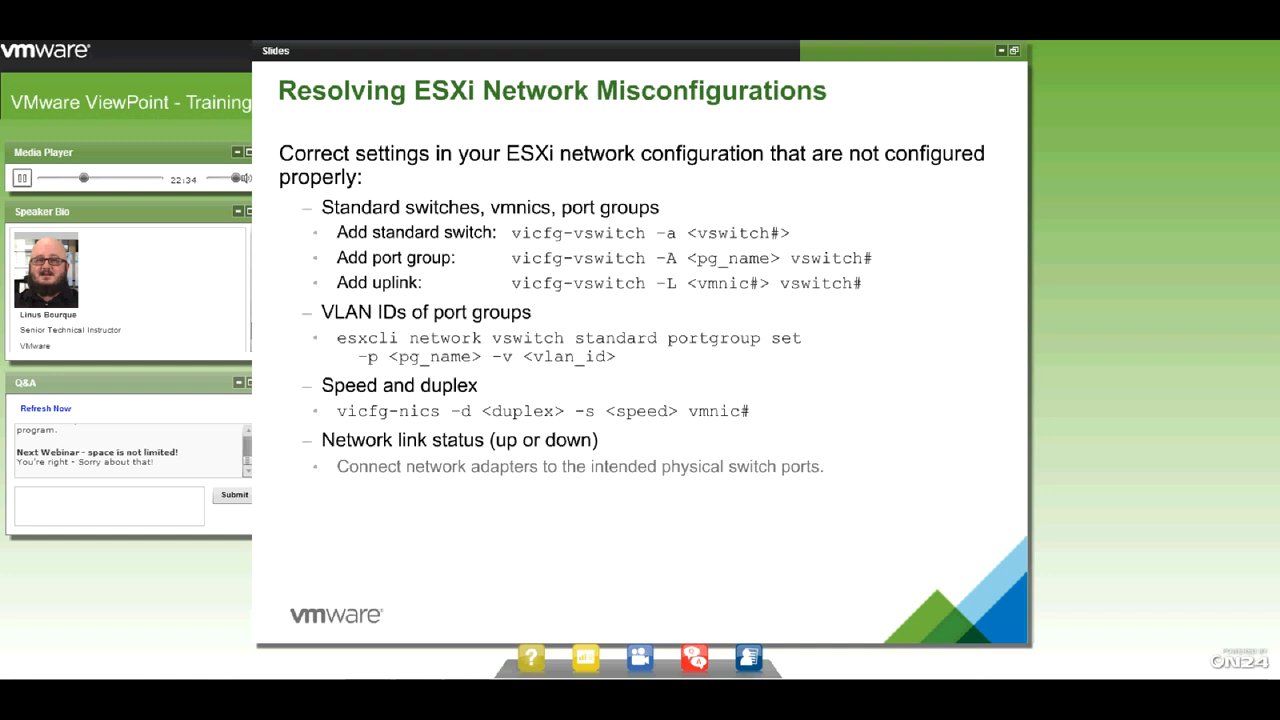 vmware
VMware ViewPoint - Training
Media Player
22:34
Speaker Bio
Linus Bourque
Senior Technical Instructor
VMware
Q&A
Refresh Now
program.
Next Webinar - space is not limited!
You're right - Sorry about that!
Submit
Slides
Resolving ESXi Network Misconfigurations
Correct settings in your ESXi network configuration that are not configured
properly:
– Standard switches, vmnics, port groups
• Add standard switch: vicfg-vswitch –a <vswitch#>
• Add port group: vicfg-vswitch –A <pg_name> vswitch#
• Add uplink: vicfg-vswitch –L <vmnic#> vswitch#
– VLAN IDs of port groups
• esxcli network vswitch standard portgroup set
–p <pg_name> -v <vlan_id>
– Speed and duplex
• vicfg-nics –d <duplex> -s <speed> vmnic#
– Network link status (up or down)
• Connect network adapters to the intended physical switch ports.
vmware
?
Q
A
POWERED BY
ON24